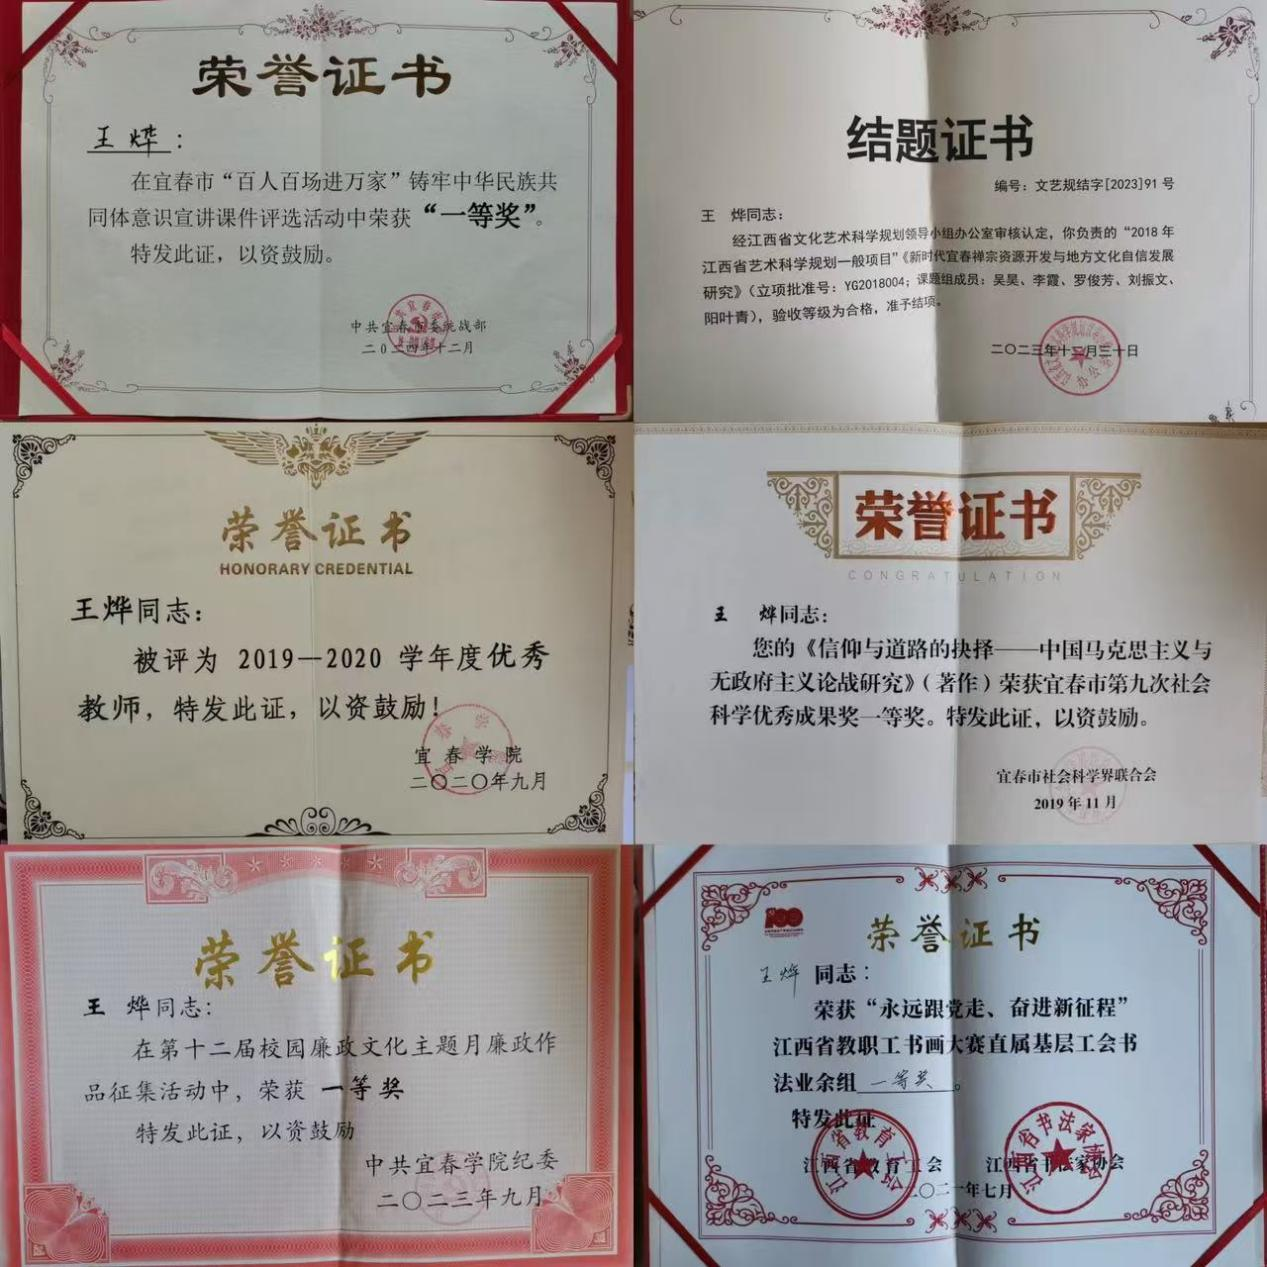 荣誉证书
王烨：
在宜春市“百人百场进万家”铸牢中华民族共
同体意识宣讲课件评选活动中荣获“一等奖”。
特发此证，以资鼓励。
中共宜春市委统战部
二〇二四年十二月
结题证书
编号：文艺规结字[2023]91号
王 烨同志：
经江西省文化艺术科学规划领导小组办公室审核认定，你负责的“2018年
江西省艺术科学规划一般项目”《新时代宜春禅宗资源开发与地方文化自信发展
研究》（立项批准号：YG2018004；课题组成员：吴昊、李霞、罗俊芳、刘振文、
阳叶青），验收等级为合格，准予结项。
二〇二三年十一月三十日
荣誉证书
HONORARY CREDENTIAL
王烨同志：
被评为 2019—2020 学年度优秀
教师，特发此证，以资鼓励！
宜春学院
二〇二〇年九月
荣誉证书
CONGRATULATION
王 烨同志：
您的《信仰与道路的抉择——中国马克思主义与
无政府主义论战研究》（著作）荣获宜春市第九次社会
科学优秀成果奖一等奖。特发此证，以资鼓励。
宜春市社会科学界联合会
2019年11月
荣誉证书
王 烨同志：
在第十二届校园廉政文化主题月廉政作
品征集活动中，荣获 一等奖
特发此证，以资鼓励
中共宜春学院纪委
二〇二三年九月
100
荣誉证书
王烨 同志：
荣获“永远跟党走、奋进新征程”
江西省教职工书画大赛直属基层工会书
法业余组 一等奖。
特发此证
江西省教育工会 江西省书法家协会
二〇二一年七月